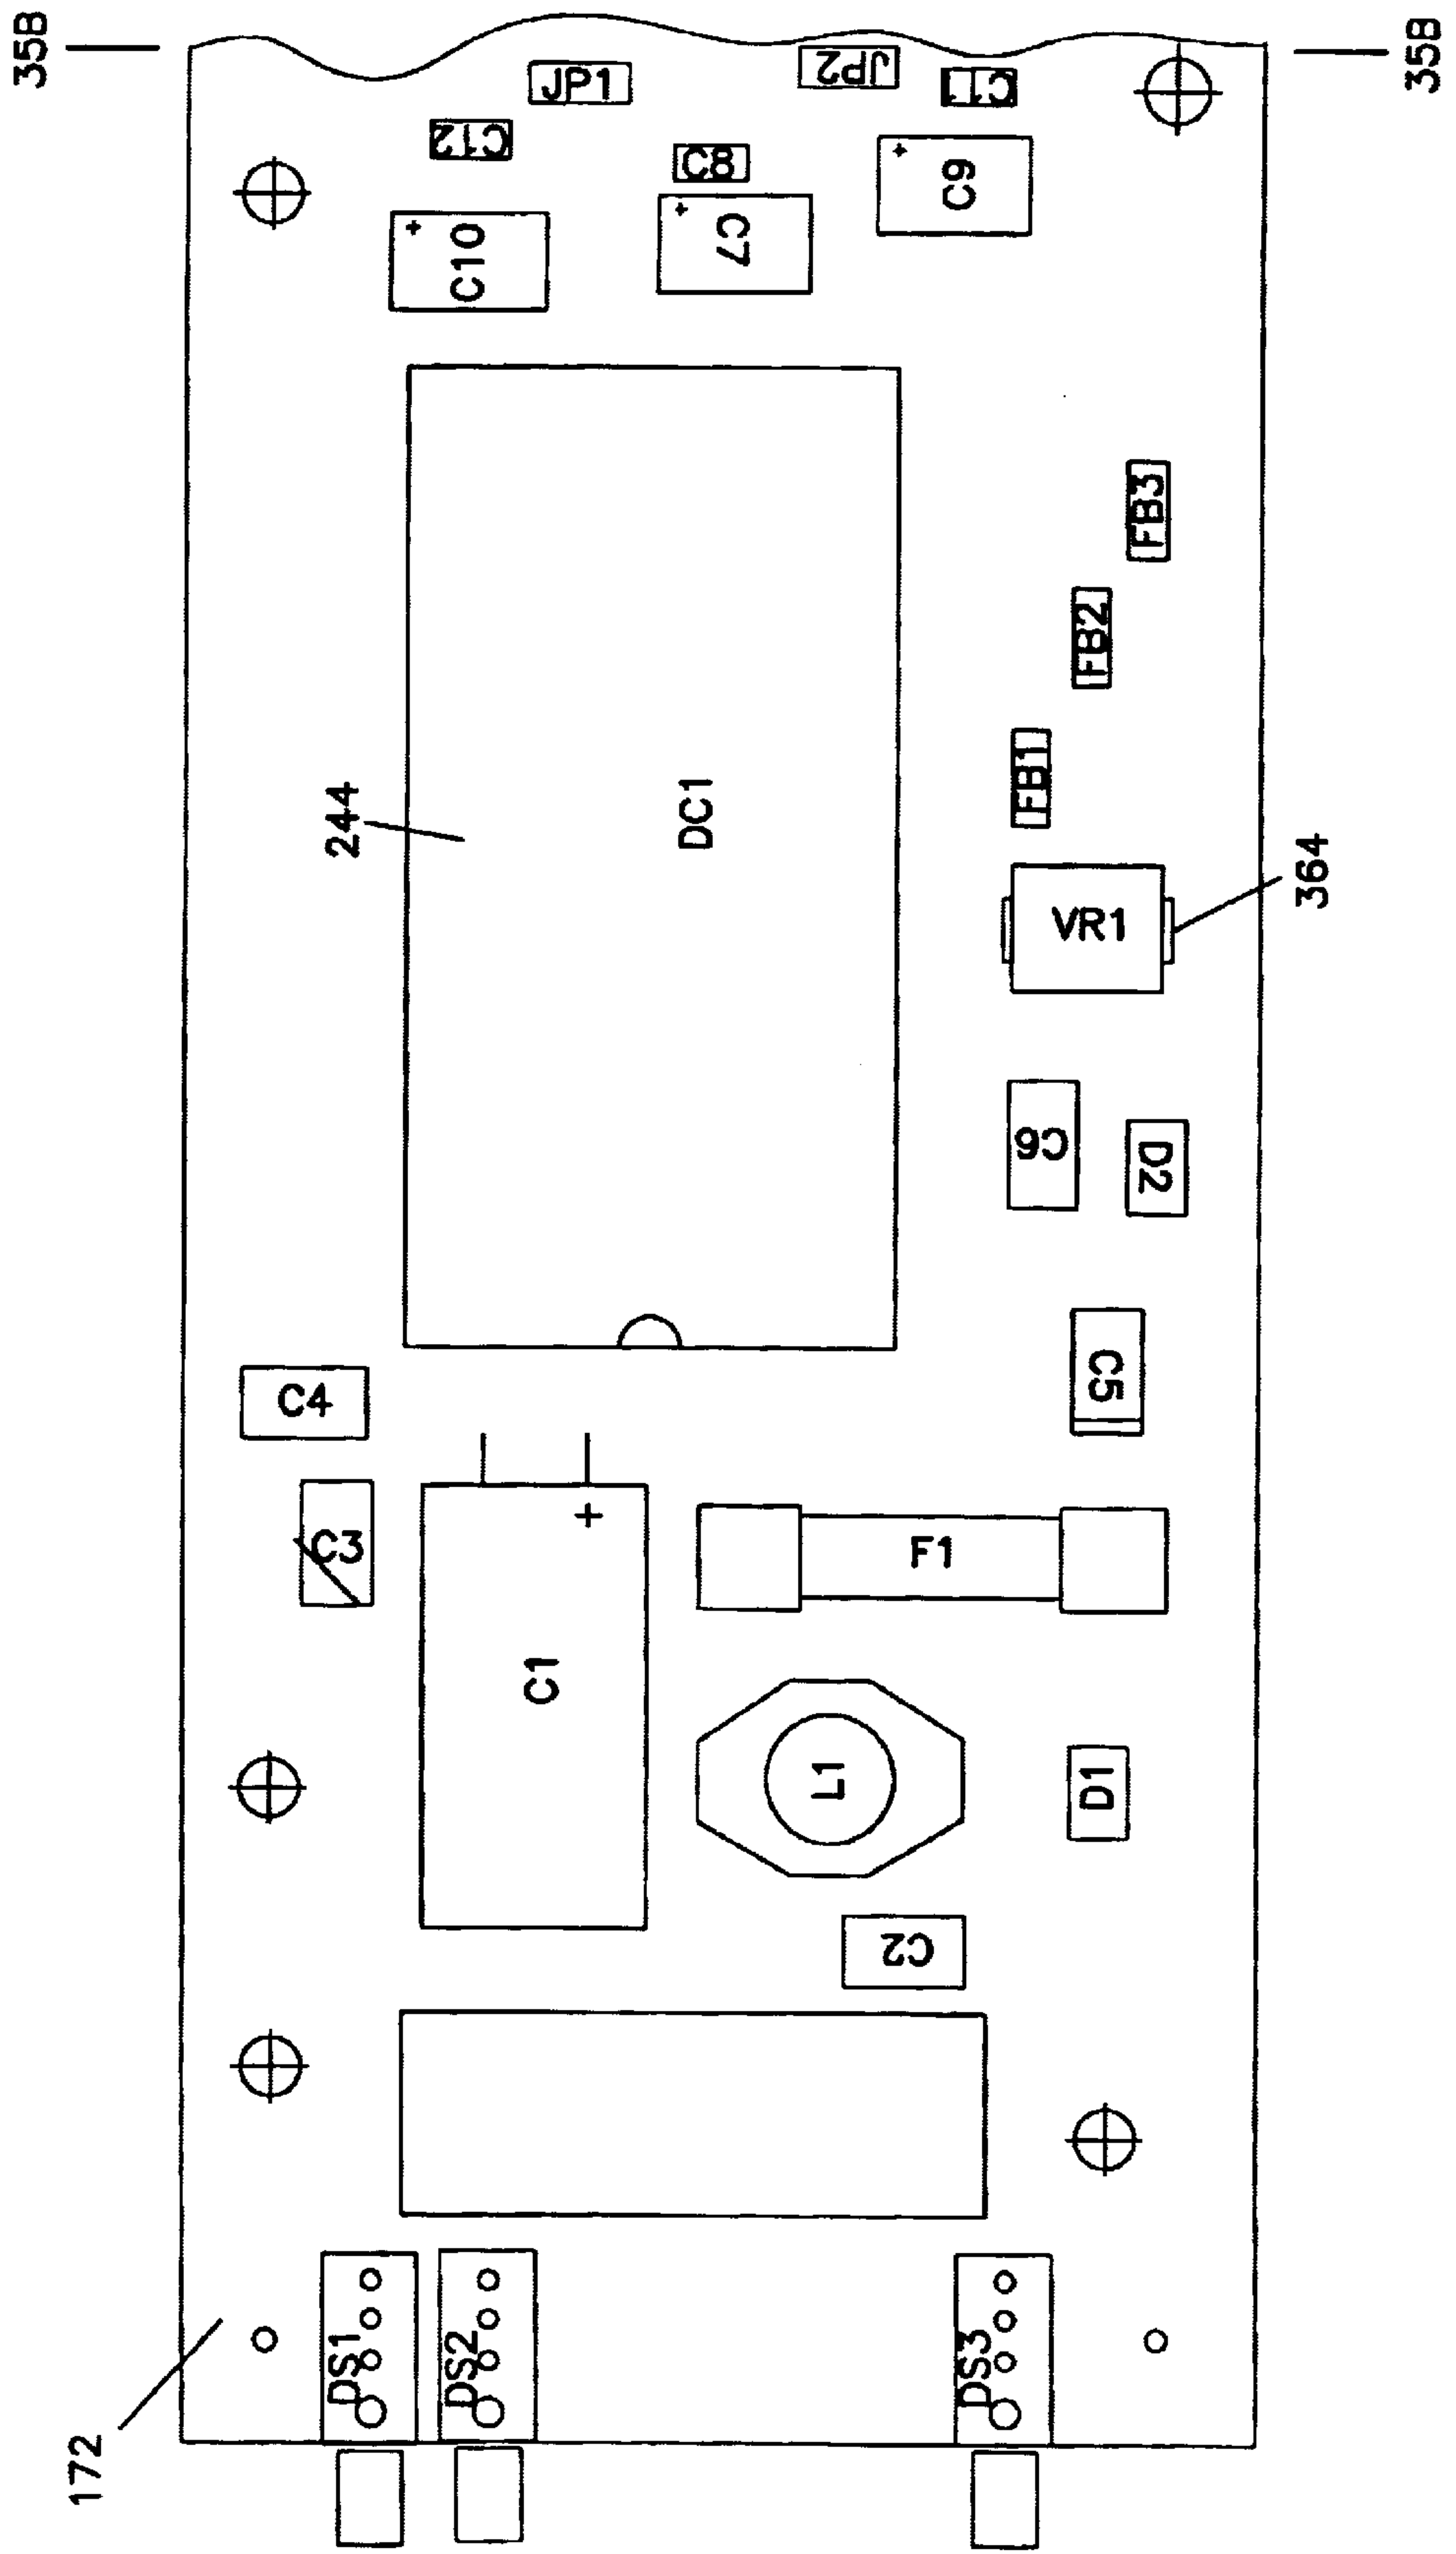 35B
35B
JP1
JP2
C11
C12
C8
C9
+
C10
+
C7
+
FB3
FB2
FB1
244
DC1
VR1
364
C6
D2
C5
C4
C3
+
F1
C1
L1
D1
C2
DS1
DS2
DS3
172